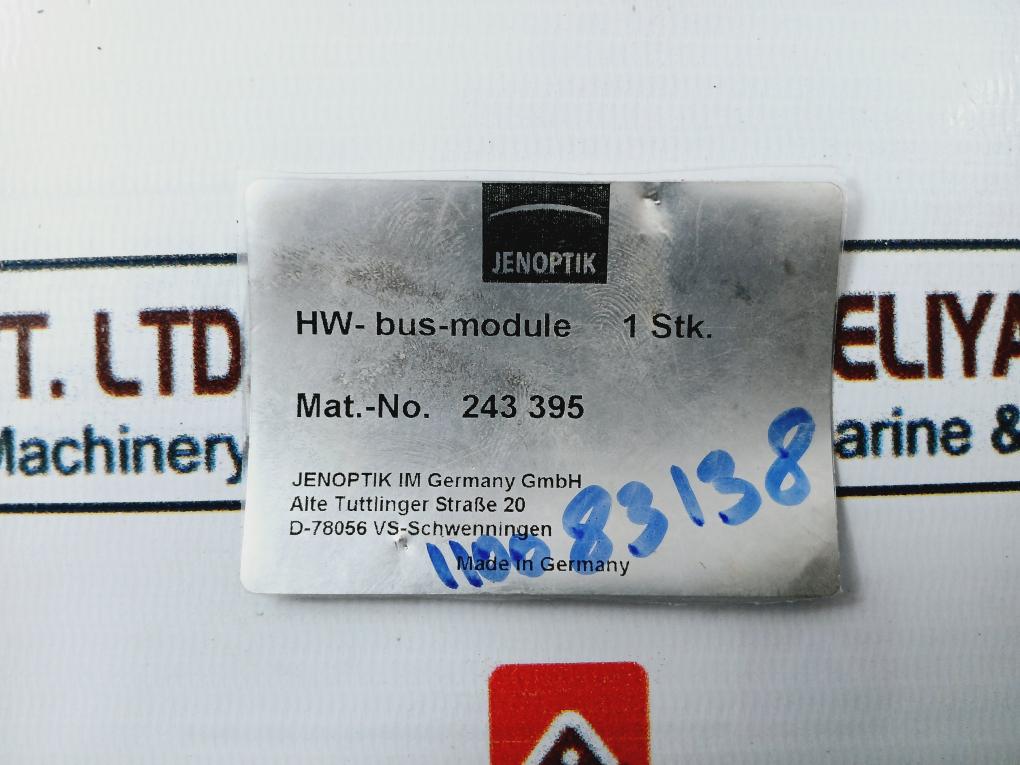 JENOPTIK
HW- bus-module 1 Stk.
T. LTD
ELIYA
Mat.-No. 243 395
Machinery
arine &
JENOPTIK IM Germany GmbH
Alte Tuttlinger Straße 20
D-78056 VS-Schwenningen
110083138
Made in Germany